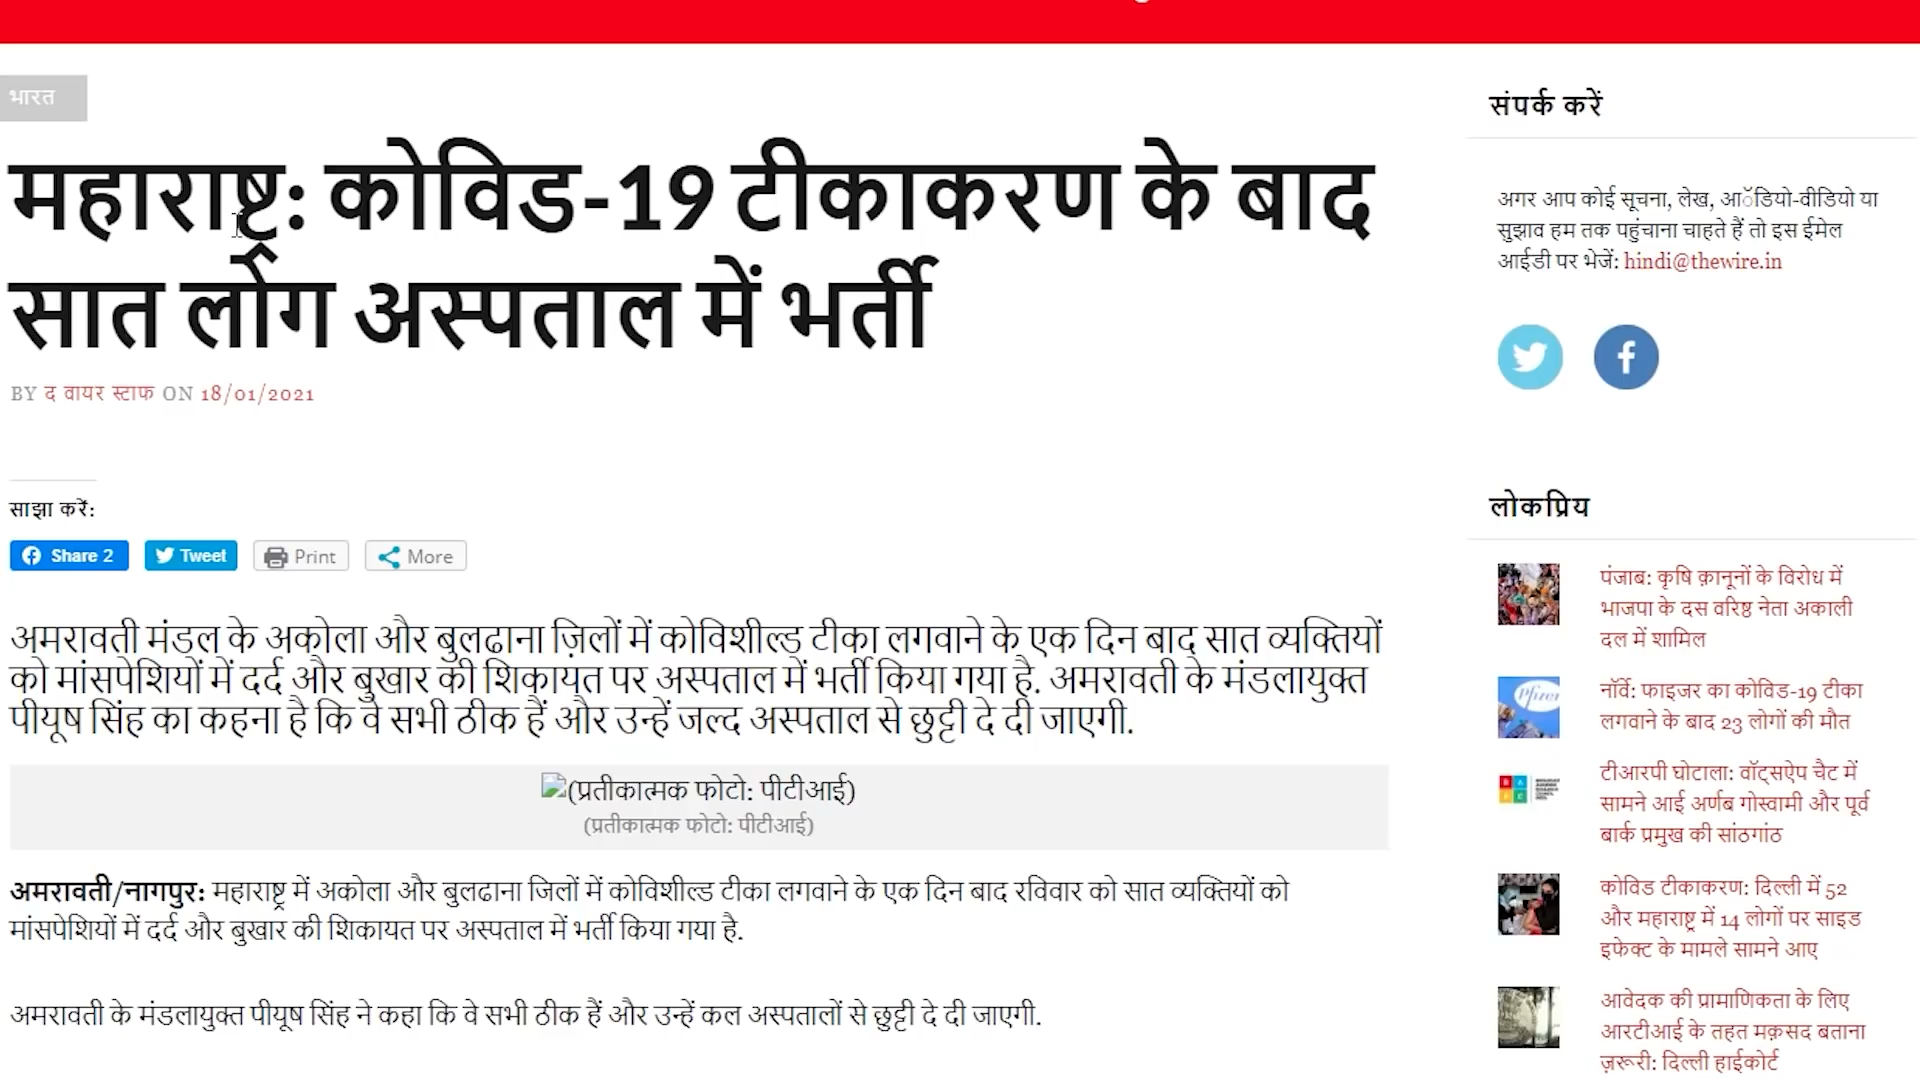 भारत
महाराष्ट्र: कोविड-19 टीकाकरण के बाद
सात लोग अस्पताल में भर्ती
BY द वायर स्टाफ ON 18/01/2021
साझा करें:
Share 2
Tweet
Print
More
अमरावती मंडल के अकोला और बुलढाना ज़िलों में कोविशील्ड टीका लगवाने के एक दिन बाद सात व्यक्तियों
को मांसपेशियों में दर्द और बुखार की शिकायत पर अस्पताल में भर्ती किया गया है. अमरावती के मंडलायुक्त
पीयूष सिंह का कहना है कि वे सभी ठीक हैं और उन्हें जल्द अस्पताल से छुट्टी दे दी जाएगी.
(प्रतीकात्मक फोटो: पीटीआई)
(प्रतीकात्मक फोटो: पीटीआई)
अमरावती/नागपुर: महाराष्ट्र में अकोला और बुलढाना जिलों में कोविशील्ड टीका लगवाने के एक दिन बाद रविवार को सात व्यक्तियों को
मांसपेशियों में दर्द और बुखार की शिकायत पर अस्पताल में भर्ती किया गया है.
अमरावती के मंडलायुक्त पीयूष सिंह ने कहा कि वे सभी ठीक हैं और उन्हें कल अस्पतालों से छुट्टी दे दी जाएगी.
संपर्क करें
अगर आप कोई सूचना, लेख, आॅडियो-वीडियो या
सुझाव हम तक पहुंचाना चाहते हैं तो इस ईमेल
आईडी पर भेजें: hindi@thewire.in
लोकप्रिय
पंजाब: कृषि क़ानूनों के विरोध में
भाजपा के दस वरिष्ठ नेता अकाली
दल में शामिल
Pfizer
नॉर्वे: फाइजर का कोविड-19 टीका
लगवाने के बाद 23 लोगों की मौत
टीआरपी घोटाला: वॉट्सऐप चैट में
सामने आई अर्णब गोस्वामी और पूर्व
बार्क प्रमुख की सांठगांठ
कोविड टीकाकरण: दिल्ली में 52
और महाराष्ट्र में 14 लोगों पर साइड
इफेक्ट के मामले सामने आए
आवेदक की प्रामाणिकता के लिए
आरटीआई के तहत मक़सद बताना
ज़रूरी: दिल्ली हाईकोर्ट